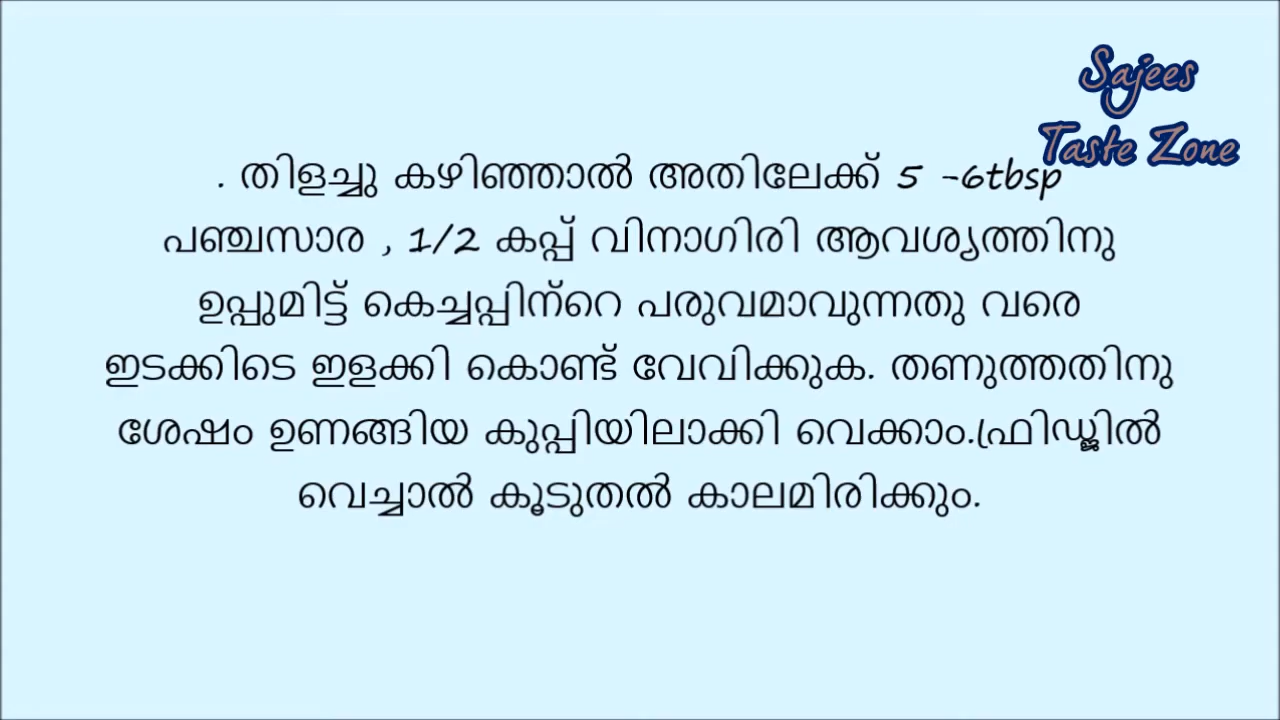 Sajees
Taste Zone
. തിളച്ചു കഴിഞ്ഞാൽ അതിലേക്ക് 5 -6tbsp
പഞ്ചസാര , 1/2 കപ്പ് വിനാഗിരി ആവശ്യത്തിനു
ഉപ്പുമിട്ട് കെച്ചപ്പിന്റെ പരുവമാവുന്നതു വരെ
ഇടക്കിടെ ഇളക്കി കൊണ്ട് വേവിക്കുക. തണുത്തതിനു
ശേഷം ഉണങ്ങിയ കുപ്പിയിലാക്കി വെക്കാം.ഫ്രിഡ്ജിൽ
വെച്ചാൽ കൂടുതൽ കാലമിരിക്കും.